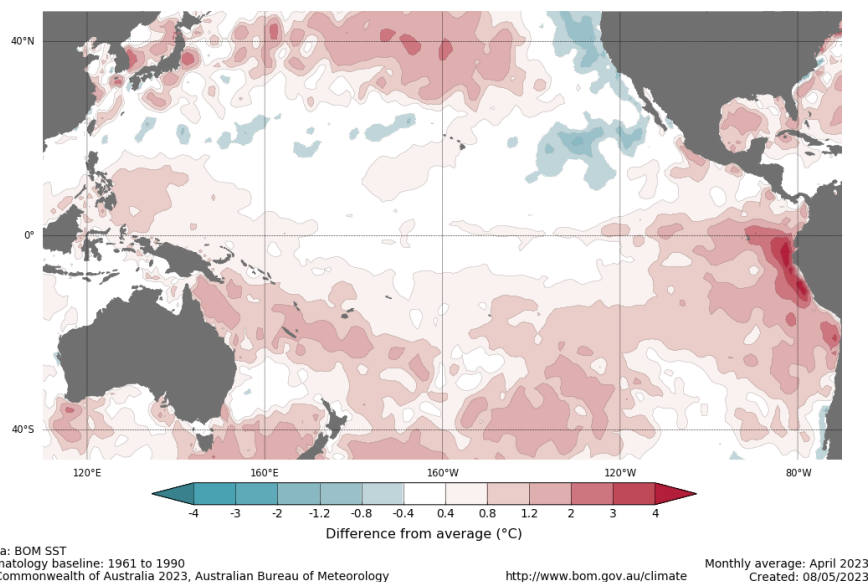 40°N
0°
40°S
120°E 160°E 160°W 120°W 80°W
-4 -3 -2 -1.2 -0.8 -0.4 0.4 0.8 1.2 2 3 4
Difference from average (°C)
a: BOM SST
natology baseline: 1961 to 1990
Commonwealth of Australia 2023, Australian Bureau of Meteorology
http://www.bom.gov.au/climate
Monthly average: April 2023
Created: 08/05/2023